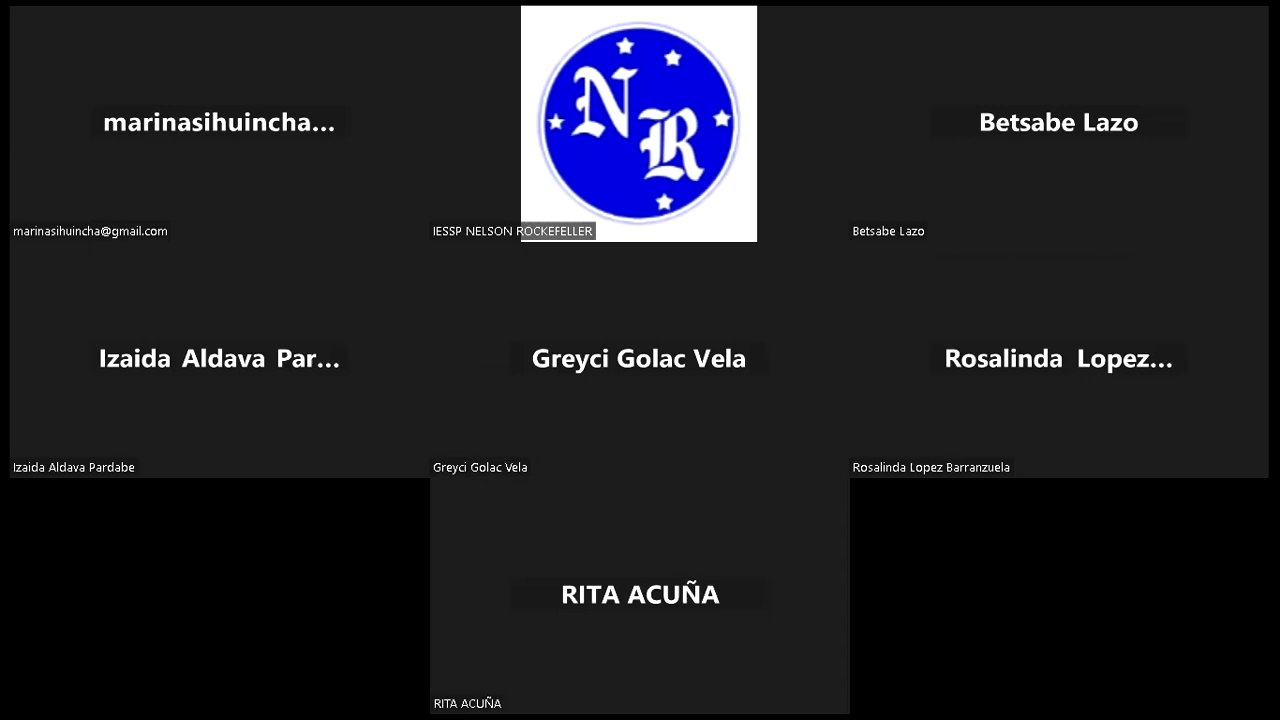 marinasihuincha...
marinasihuincha@gmail.com
NR
IESSP NELSON ROCKEFELLER
Betsabe Lazo
Betsabe Lazo
Izaida Aldava Par...
Izaida Aldava Pardabe
Greyci Golac Vela
Greyci Golac Vela
Rosalinda Lopez...
Rosalinda Lopez Barranzuela
RITA ACUÑA
RITA ACUÑA